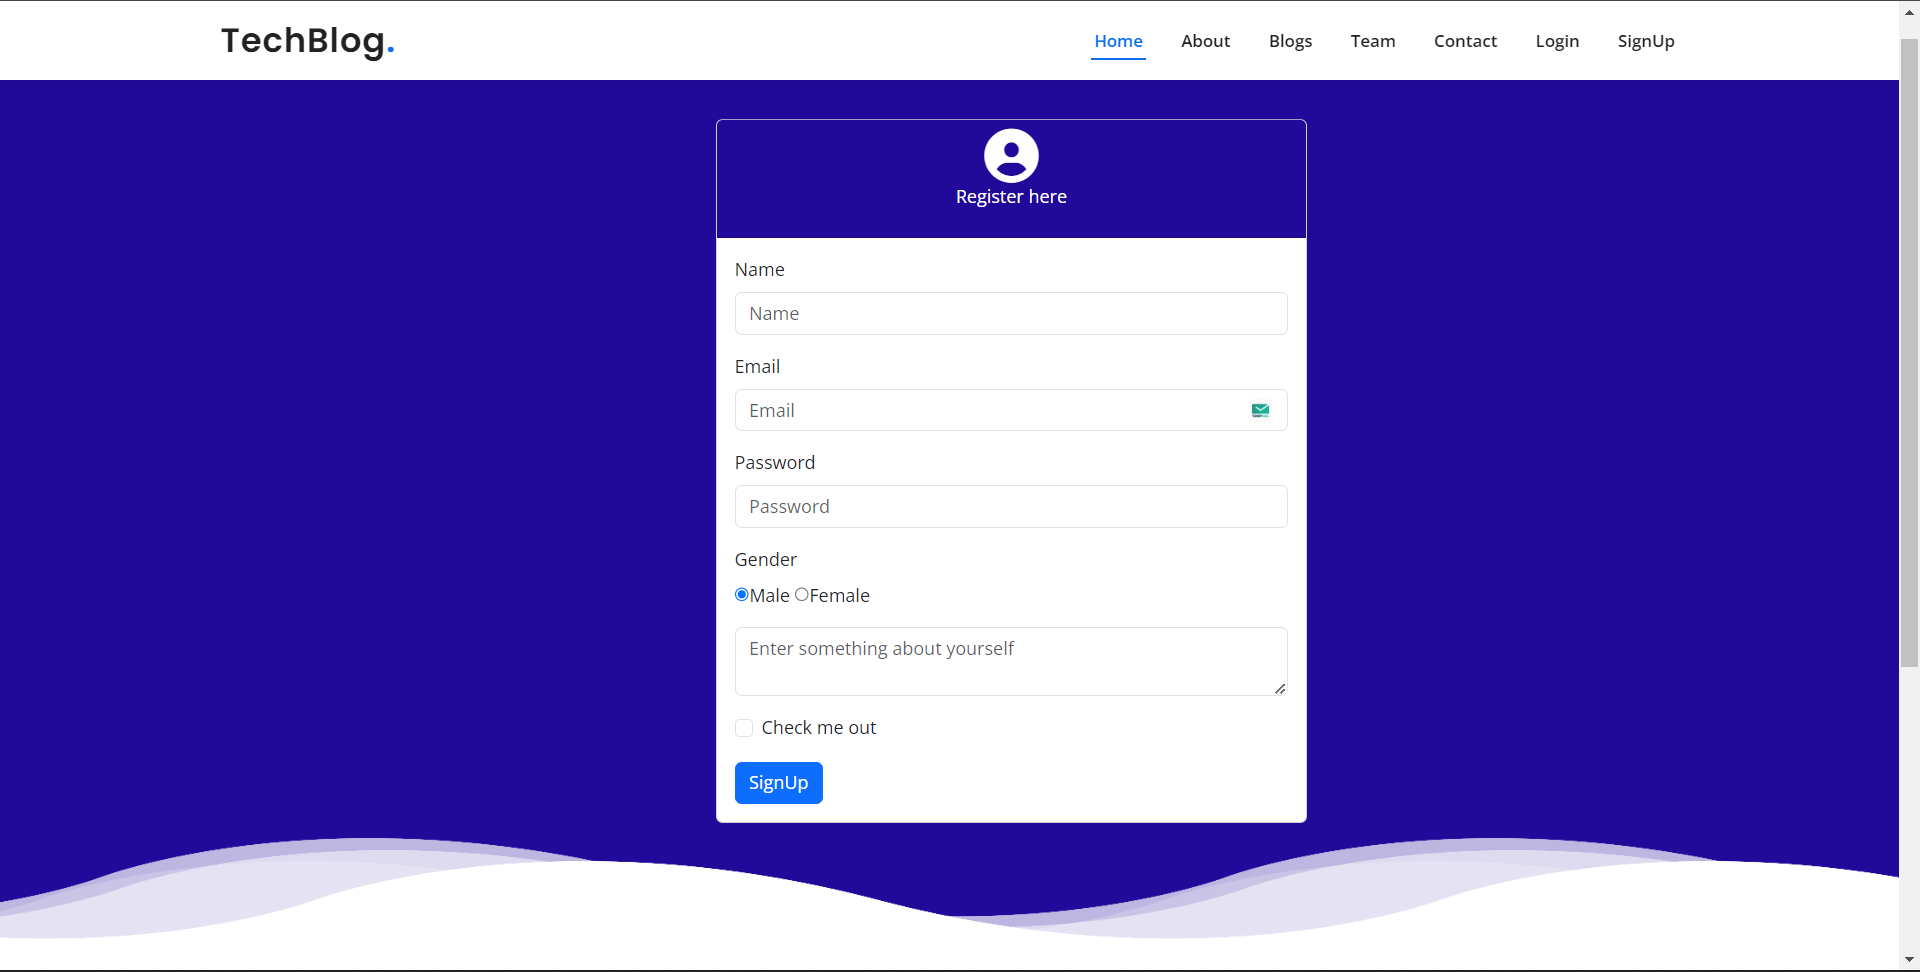 TechBlog.
Home About Blogs Team Contact Login SignUp
Register here
Name
Name
Email
Email
Password
Password
Gender
Male Female
Enter something about yourself
Check me out
SignUp